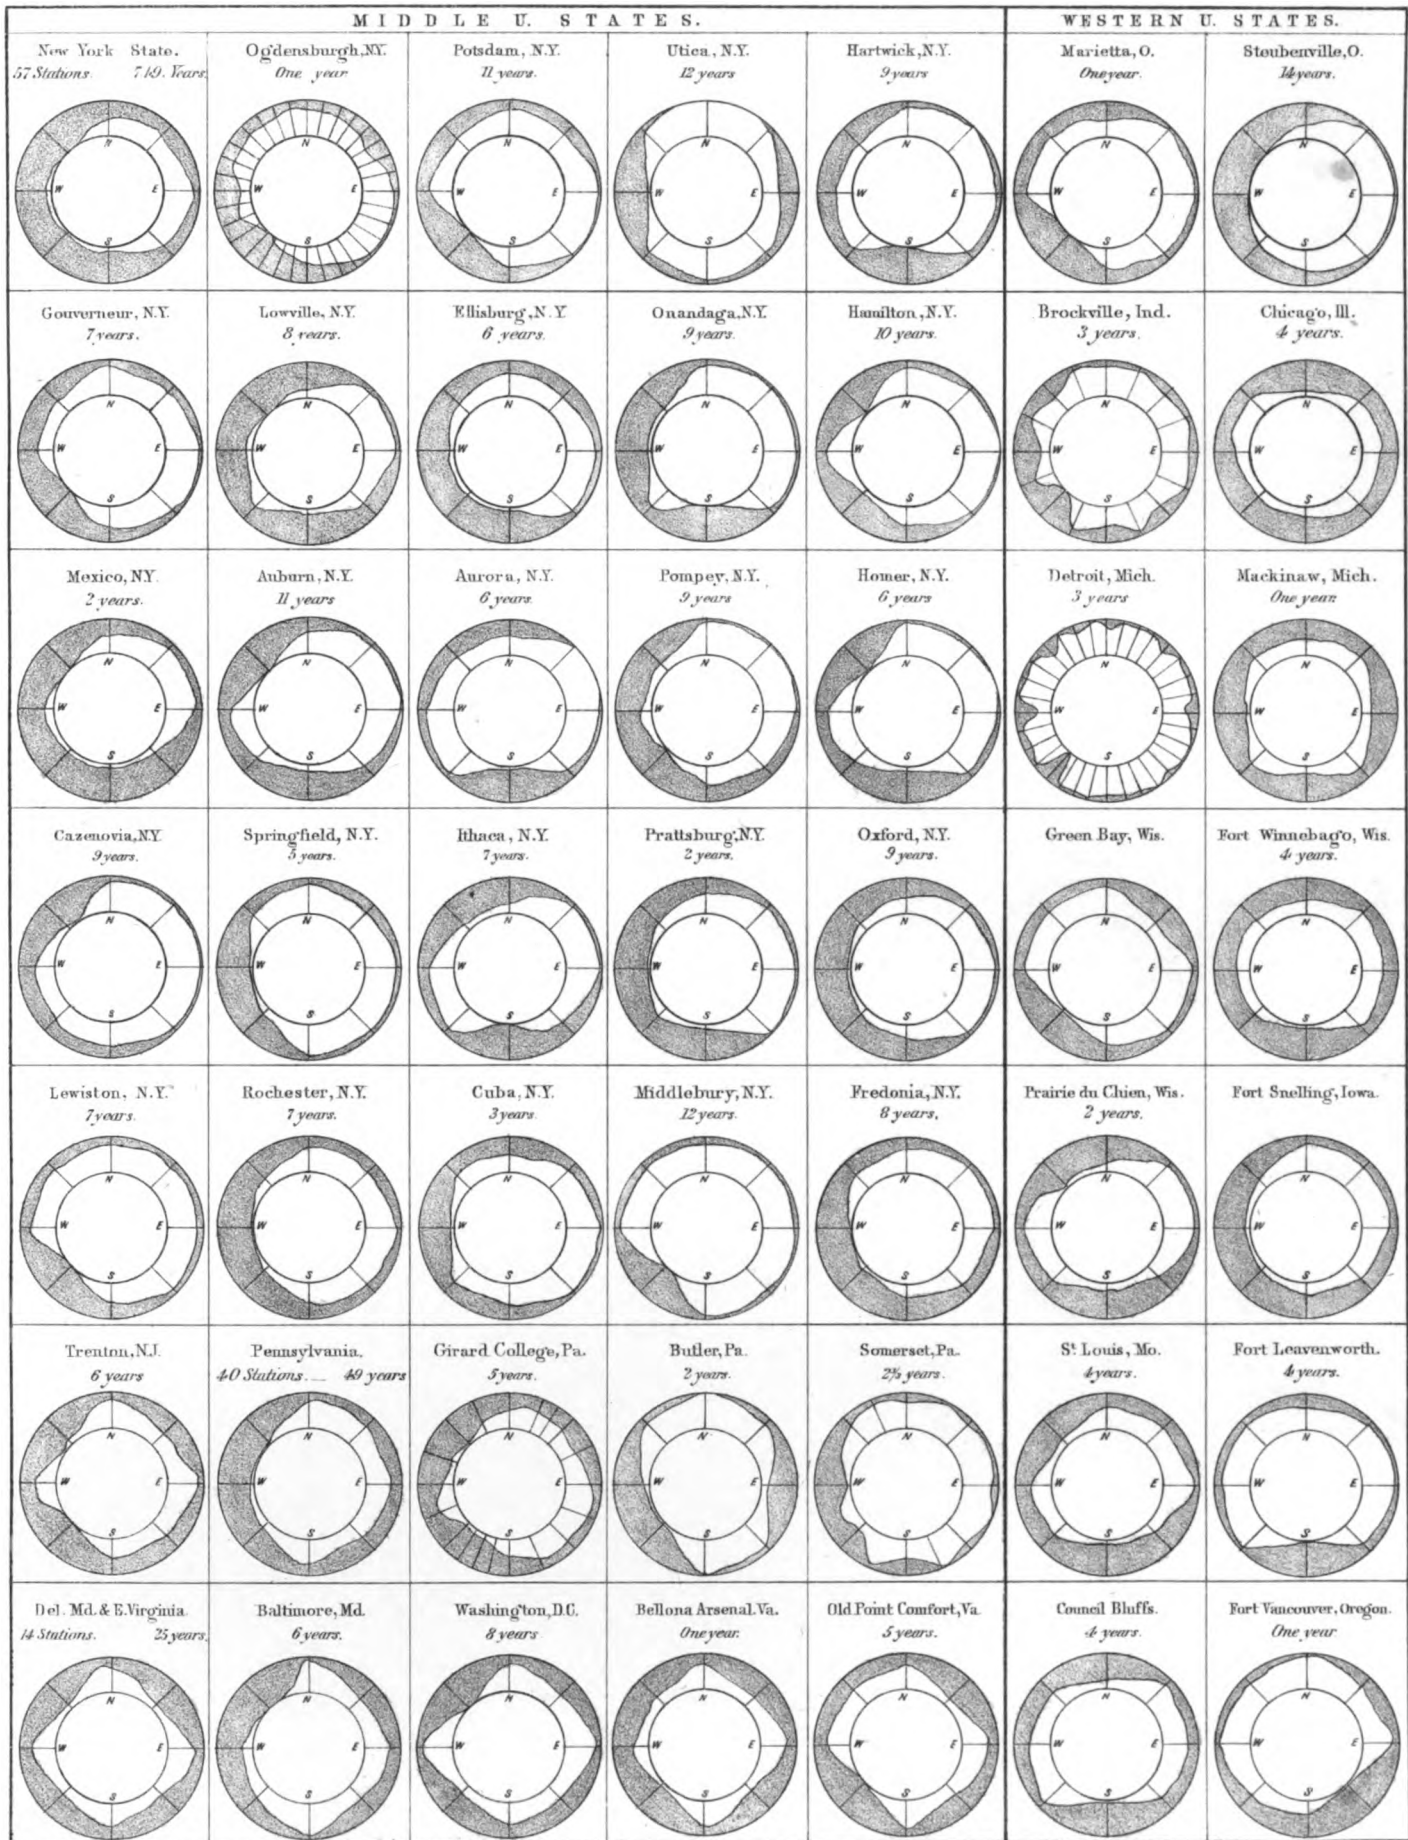 MIDDLE U. STATES.
WESTERN U. STATES.
New York State.
57 Stations. 749. Years.
N
W E
S
Ogdensburgh, N.Y.
One year
N
W E
S
Potsdam, N.Y.
11 years.
N
W E
S
Utica, N.Y.
12 years
N
W E
S
Hartwick, N.Y.
9 years
N
W E
S
Marietta, O.
One year.
N
W E
S
Steubenville, O.
14 years.
N
W E
S
Gouverneur, N.Y.
7 years.
N
W E
S
Lowville, N.Y.
8 years.
N
W E
S
Ellisburg, N.Y
6 years.
N
W E
S
Onandaga, N.Y.
9 years.
N
W E
S
Hamilton, N.Y.
10 years.
N
W E
S
Brockville, Ind.
3 years.
N
W E
S
Chicago, Ill.
4 years.
N
W E
S
Mexico, N.Y.
2 years.
N
W E
S
Auburn, N.Y.
11 years
N
W E
S
Aurora, N.Y.
6 years.
N
W E
S
Pompey, N.Y.
9 years
N
W E
S
Homer, N.Y.
6 years
N
W E
S
Detroit, Mich.
3 years
N
W E
S
Mackinaw, Mich.
One year.
N
W E
S
Cazenovia, N.Y.
9 years.
N
W E
S
Springfield, N.Y.
5 years.
N
W E
S
Ithaca, N.Y.
7 years.
N
W E
S
Prattsburg, N.Y.
2 years.
N
W E
S
Oxford, N.Y.
9 years.
N
W E
S
Green Bay, Wis.
N
W E
S
Fort Winnebago, Wis.
4 years.
N
W E
S
Lewiston, N.Y.
7 years.
N
W E
S
Rochester, N.Y.
7 years.
N
W E
S
Cuba, N.Y.
3 years.
N
W E
S
Middlebury, N.Y.
12 years.
N
W E
S
Fredonia, N.Y.
8 years.
N
W E
S
Prairie du Chien, Wis.
2 years.
N
W E
S
Fort Snelling, Iowa.
N
W E
S
Trenton, N.J.
6 years
N
W E
S
Pennsylvania.
40 Stations. — 49 years
N
W E
S
Girard College, Pa.
5 years.
N
W E
S
Butler, Pa.
2 years.
N
W E
S
Somerset, Pa.
years.
N
W E
S
St. Louis, Mo.
4 years.
N
W E
S
Fort Leavenworth.
4 years.
N
W E
S
Del. Md. & E. Virginia
14 Stations. 25 years.
N
W E
S
Baltimore, Md.
6 years.
N
W E
S
Washington, D.C.
8 years
N
W E
S
Bellona Arsenal. Va.
One year.
N
W E
S
Old Point Comfort, Va
5 years.
N
W E
S
Council Bluffs.
4 years.
N
W E
S
Fort Vancouver, Oregon.
One year
N
W E
S